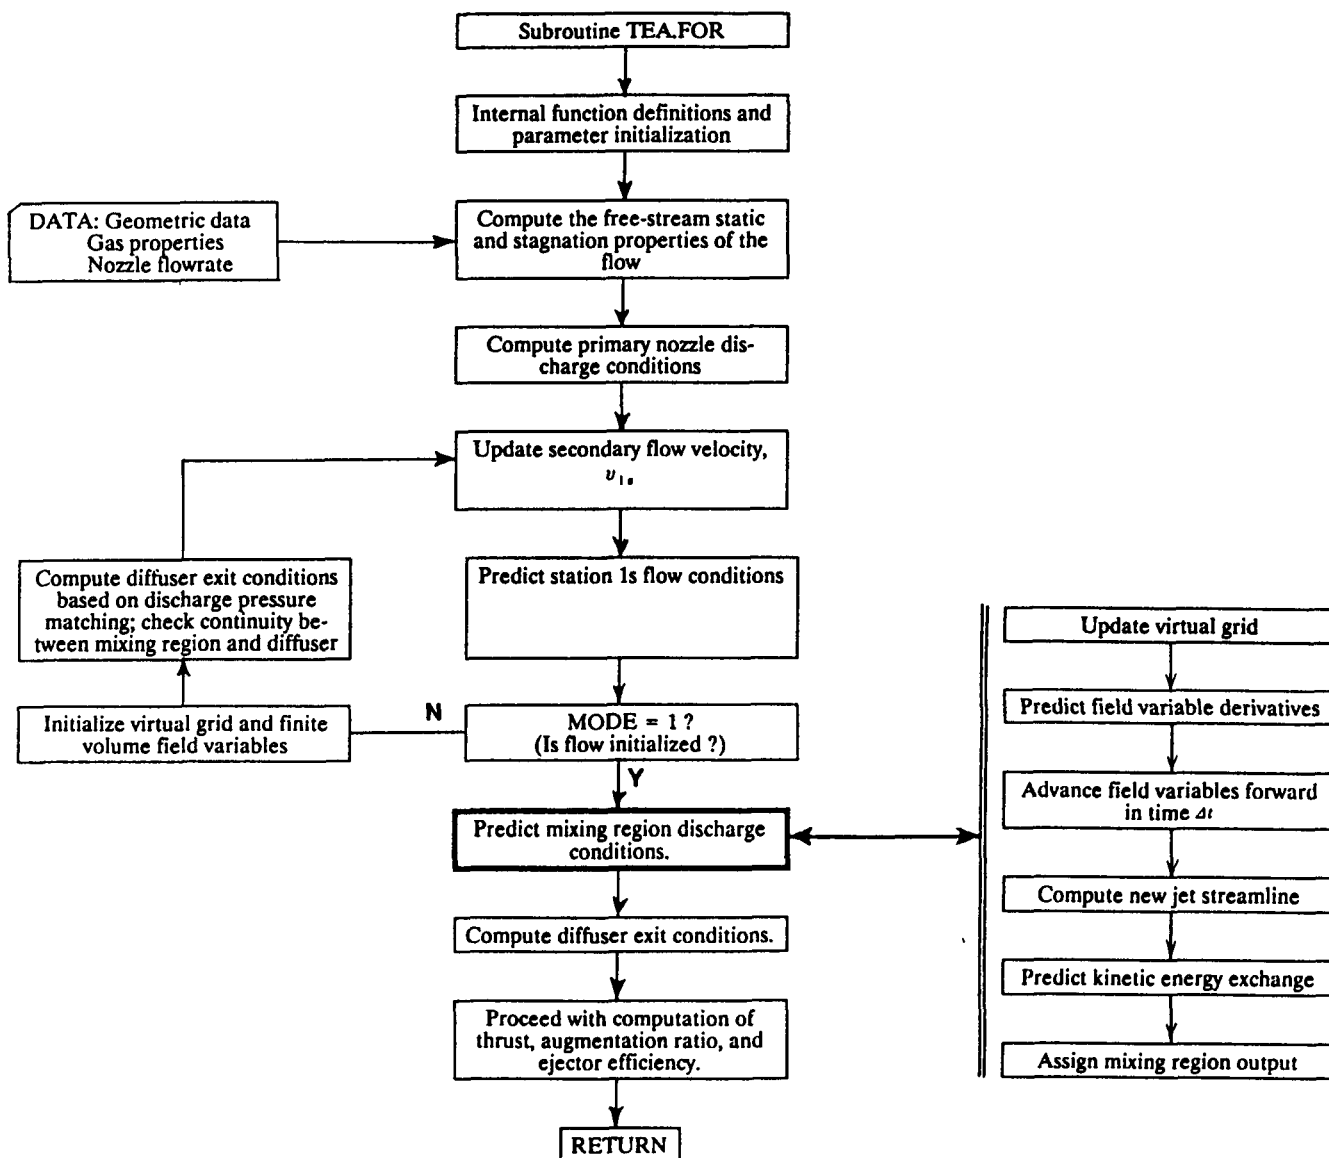 Subroutine TEA.FOR
Internal function definitions and
parameter initialization
DATA: Geometric data
Gas properties
Nozzle flowrate
Compute the free-stream static
and stagnation properties of the
flow
Compute primary nozzle dis-
charge conditions
Update secondary flow velocity,
v₁ₛ
Compute diffuser exit conditions
based on discharge pressure
matching; check continuity be-
tween mixing region and diffuser
Predict station 1s flow conditions
Initialize virtual grid and finite
volume field variables
N
MODE = 1 ?
(Is flow initialized ?)
Y
Predict mixing region discharge
conditions.
Compute diffuser exit conditions.
Proceed with computation of
thrust, augmentation ratio, and
ejector efficiency.
RETURN
Update virtual grid
Predict field variable derivatives
Advance field variables forward
in time Δt
Compute new jet streamline
Predict kinetic energy exchange
Assign mixing region output